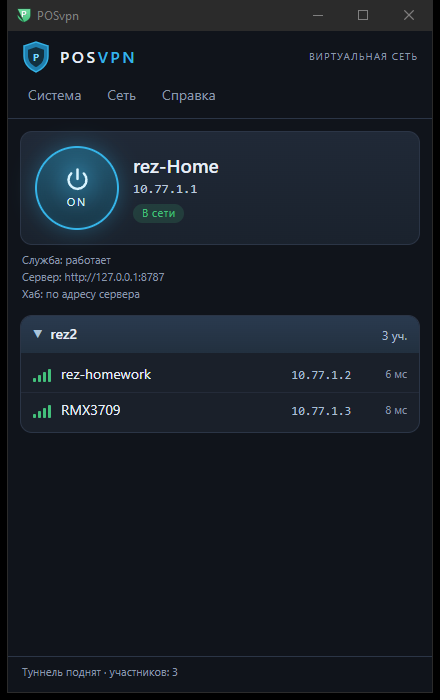 POSvpn
P
POSVPN
ВИРТУАЛЬНАЯ СЕТЬ
Система Сеть Справка
ON
rez-Home
10.77.1.1
В сети
Служба: работает
Сервер: http://127.0.0.1:8787
Хаб: по адресу сервера
rez2 3 уч.
rez-homework 10.77.1.2 6 мс
RMX3709 10.77.1.3 8 мс
Туннель поднят · участников: 3